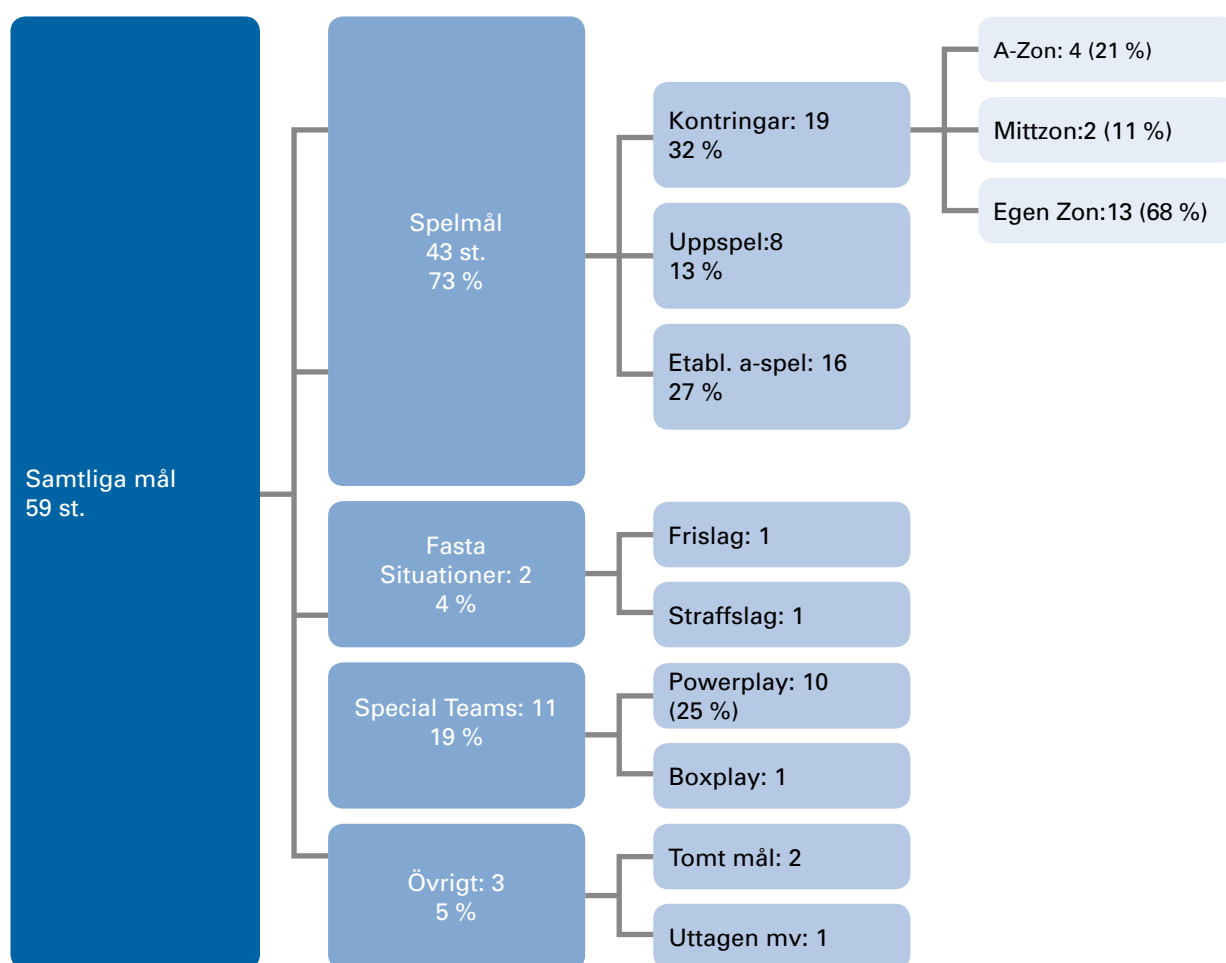 Samtliga mål
59 st.
Spelmål
43 st.
73 %
Kontringar: 19
32 %
A-Zon: 4 (21 %)
Mittzon:2 (11 %)
Egen Zon:13 (68 %)
Uppspel:8
13 %
Etabl. a-spel: 16
27 %
Fasta
Situationer: 2
4 %
Frislag: 1
Straffslag: 1
Special Teams: 11
19 %
Powerplay: 10
(25 %)
Boxplay: 1
Övrigt: 3
5 %
Tomt mål: 2
Uttagen mv: 1